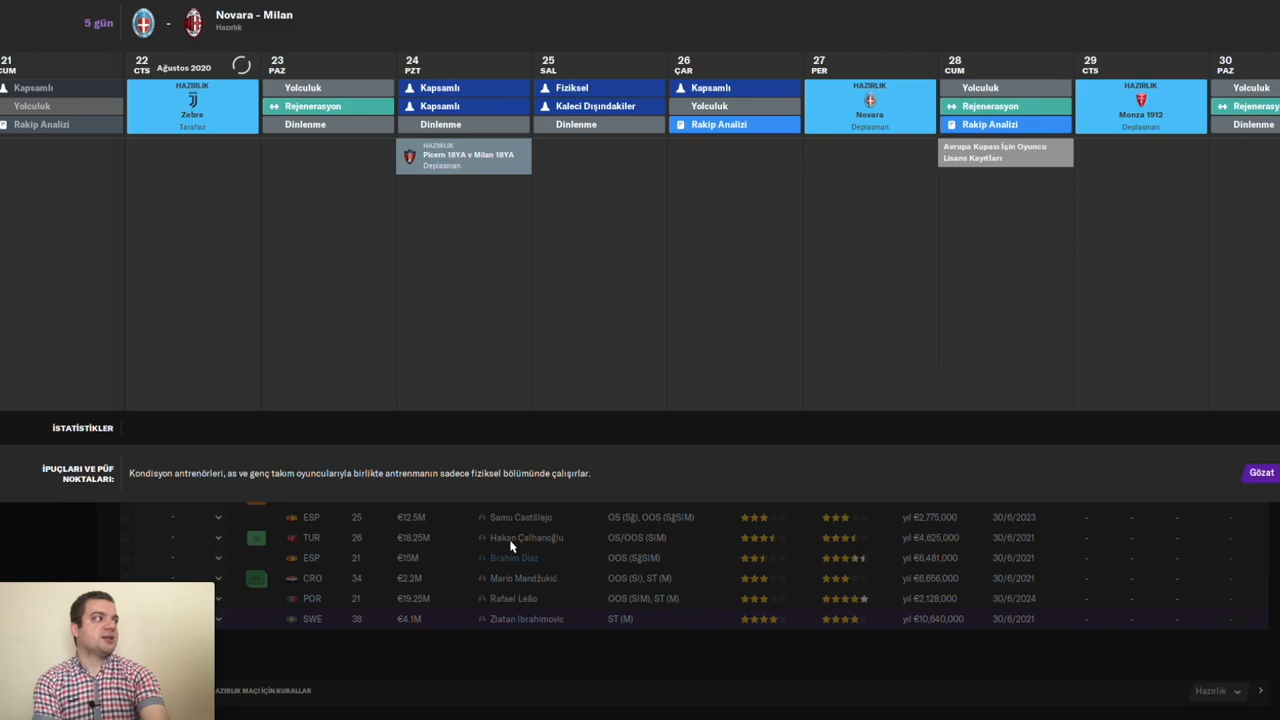 5 gün
-
Novara - Milan
Hazırlık
21
CUM
Kapsamlı
Yolculuk
Rakip Analizi
22
CTS
Ağustos 2020
HAZIRLIK
Zebre
Tarafsız
23
PAZ
Yolculuk
Rejenerasyon
Dinlenme
24
PZT
Kapsamlı
Kapsamlı
Dinlenme
HAZIRLIK
Picern 18YA v Milan 18YA
Deplasman
25
SAL
Fiziksel
Kaleci Dışındakiler
Dinlenme
26
ÇAR
Kapsamlı
Yolculuk
Rakip Analizi
27
PER
HAZIRLIK
Novara
Deplasman
28
CUM
Yolculuk
Rejenerasyon
Rakip Analizi
Avrupa Kupası İçin Oyuncu
Lisans Kayıtları
29
CTS
HAZIRLIK
Monza 1912
Deplasman
30
PAZ
Yolculuk
Rejenerasy
Dinlenme
İSTATİSTİKLER
İPUÇLARI VE PÜF
NOKTALARI:
Kondisyon antrenörleri, as ve genç takım oyuncularıyla birlikte antrenmanın sadece fiziksel bölümünde çalışırlar.
Gözat
- ESP 25 €12.5M Samu Castillejo OS (Sğ), OOS (SğSIM) yıl €2,775,000 30/6/2023 - - - -
- TUR 26 €18.25M Hakan Çalhanoğlu OS/OOS (SIM) yıl €4,625,000 30/6/2021 - - - -
- ESP 21 €15M Brahim Díaz OOS (SğSIM) yıl €6,481,000 30/6/2021 - - - -
- CRO 34 €2.2M Mario Mandžukić OOS (Sl), ST (M) yıl €6,656,000 30/6/2021 - - - -
POR 21 €19.25M Rafael Leão OOS (SIM), ST (M) yıl €2,128,000 30/6/2024 - - - -
SWE 38 €4.1M Zlatan Ibrahimovic ST (M) yıl €10,640,000 30/6/2021 - - - -
AZIRLIK MAÇI İÇİN KURALLAR
Hazırlık